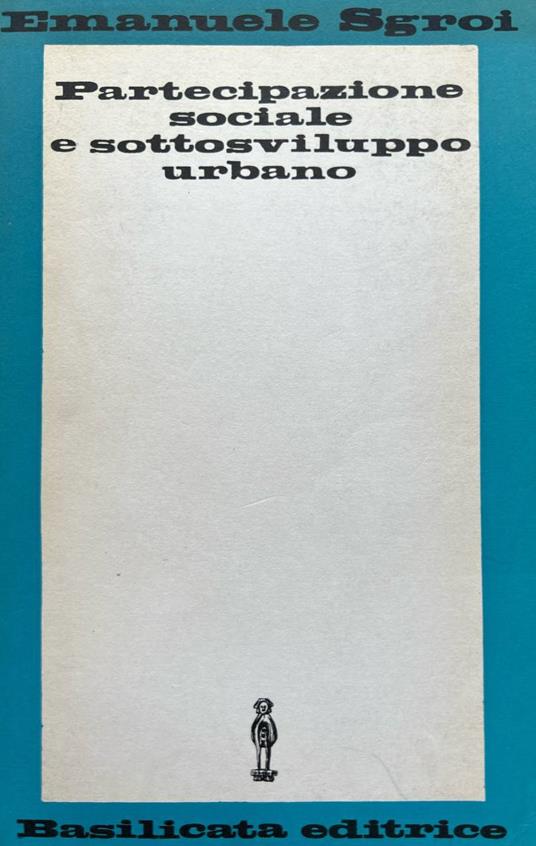 Emanuele Sgroi
Partecipazione
sociale
e sottosviluppo
urbano
Basilicata editrice